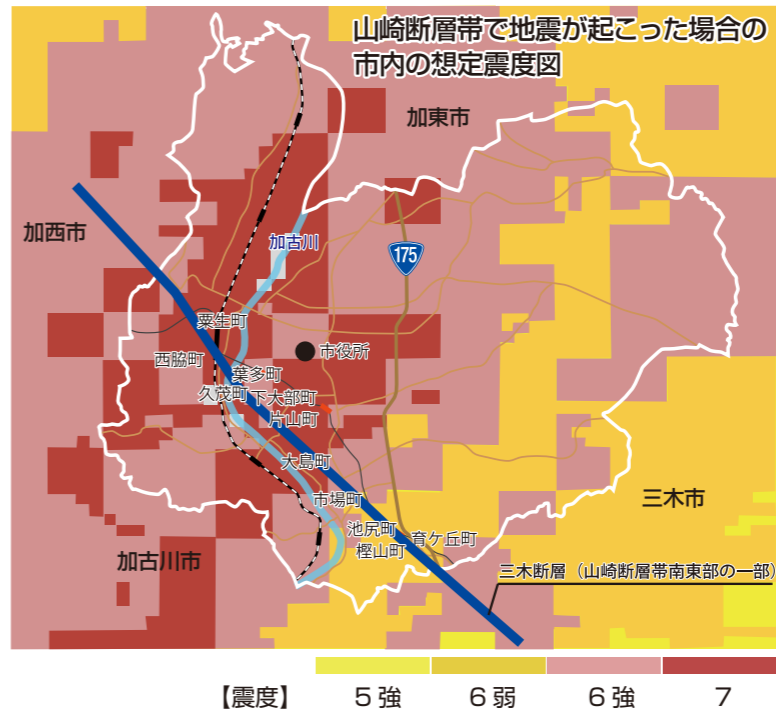 山崎断層帯で地震が起こった場合の
市内の想定震度図
加東市
加西市
加古川
175
粟生町
市役所
西脇町
葉多町
久茂町
下大部町
片山町
大島町
市場町
三木市
池尻町
育ケ丘町
樫山町
加古川市
三木断層（山崎断層帯南東部の一部）
【震度】 5強 6弱 6強 7